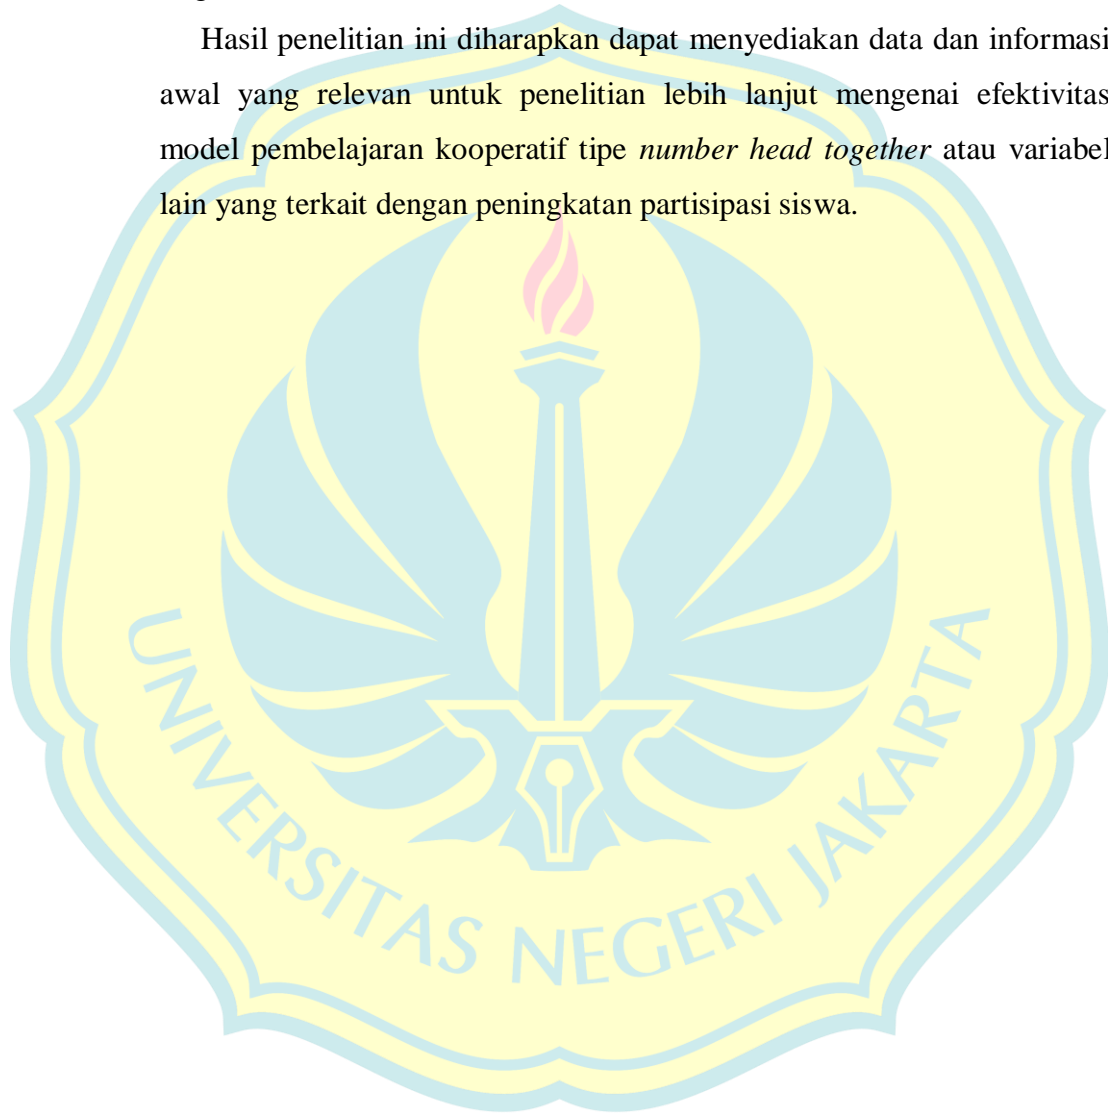 Hasil penelitian ini diharapkan dapat menyediakan data dan informasi
awal yang relevan untuk penelitian lebih lanjut mengenai efektivitas
model pembelajaran kooperatif tipe number head together atau variabel
lain yang terkait dengan peningkatan partisipasi siswa.
UNIVERSITAS NEGERI JAKARTA